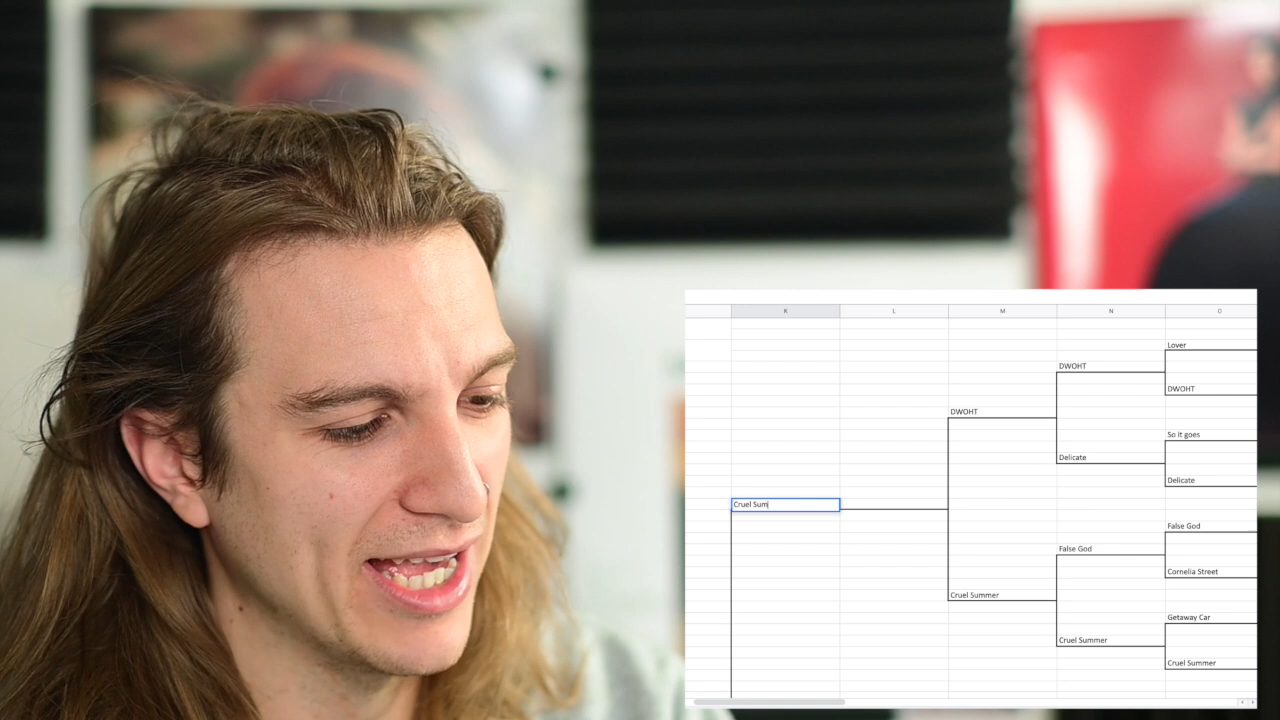 K L M N O
Lover
DWOHT
DWOHT
DWOHT
So it goes
Delicate
Delicate
Cruel Sum
False God
False God
Cornelia Street
Cruel Summer
Getaway Car
Cruel Summer
Cruel Summer